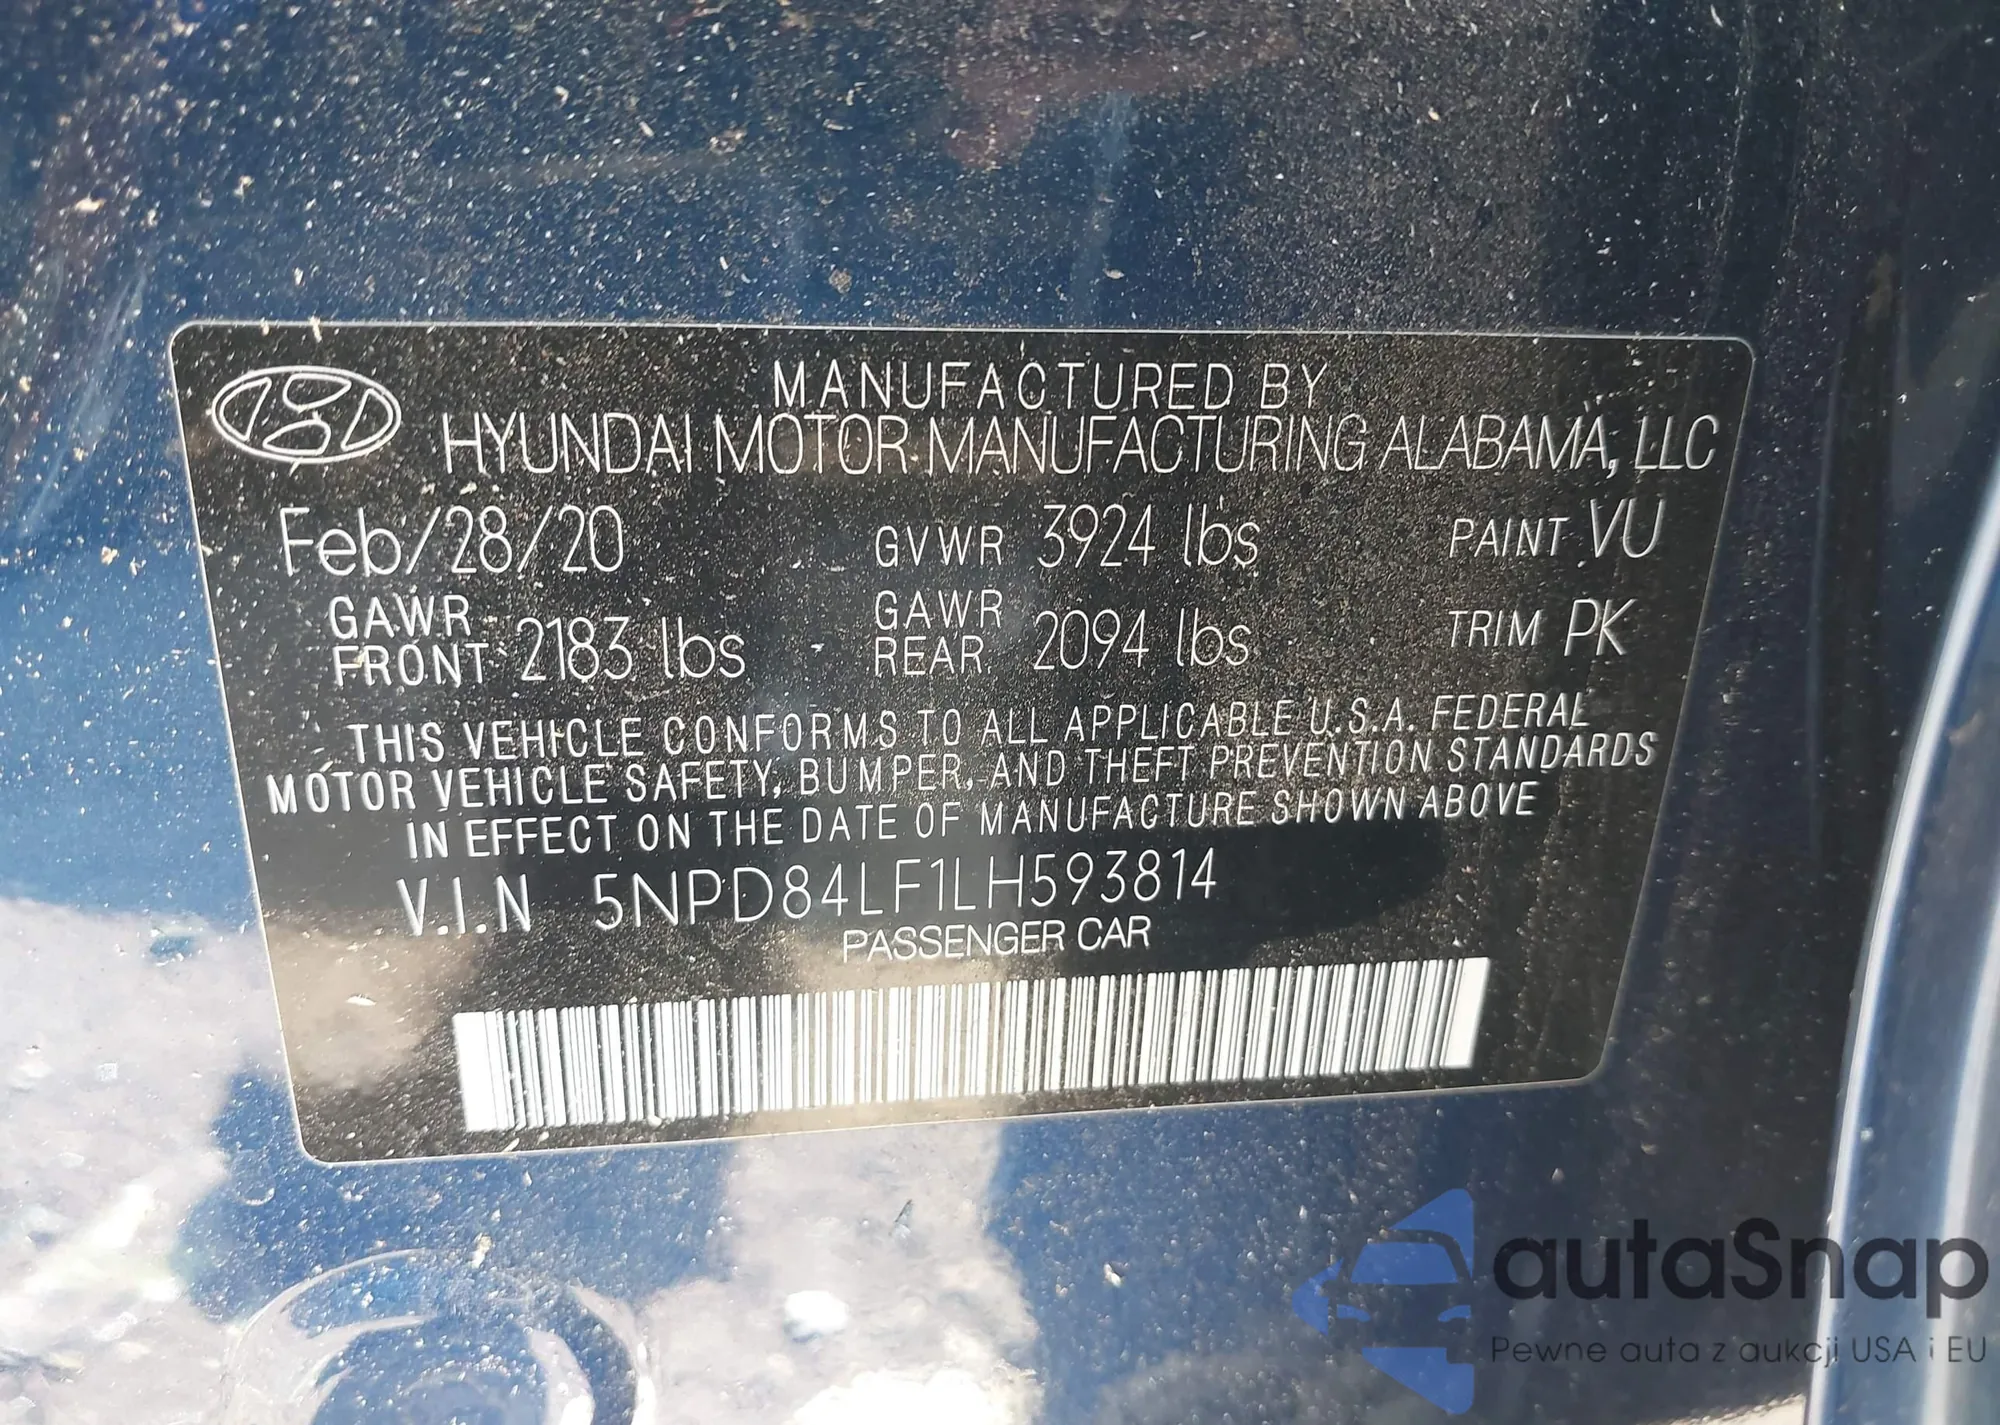 MANUFACTURED BY
HYUNDAI MOTOR MANUFACTURING ALABAMA, LLC
Feb/28/20 GVWR 3924 lbs PAINT VU
GAWR FRONT 2183 lbs GAWR REAR 2094 lbs TRIM PK
THIS VEHICLE CONFORMS TO ALL APPLICABLE U.S.A. FEDERAL
MOTOR VEHICLE SAFETY, BUMPER, AND THEFT PREVENTION STANDARDS
IN EFFECT ON THE DATE OF MANUFACTURE SHOWN ABOVE
V.I.N 5NPD84LF1LH593814
PASSENGER CAR
autaSnap
Pewne auta z aukcji USA i EU